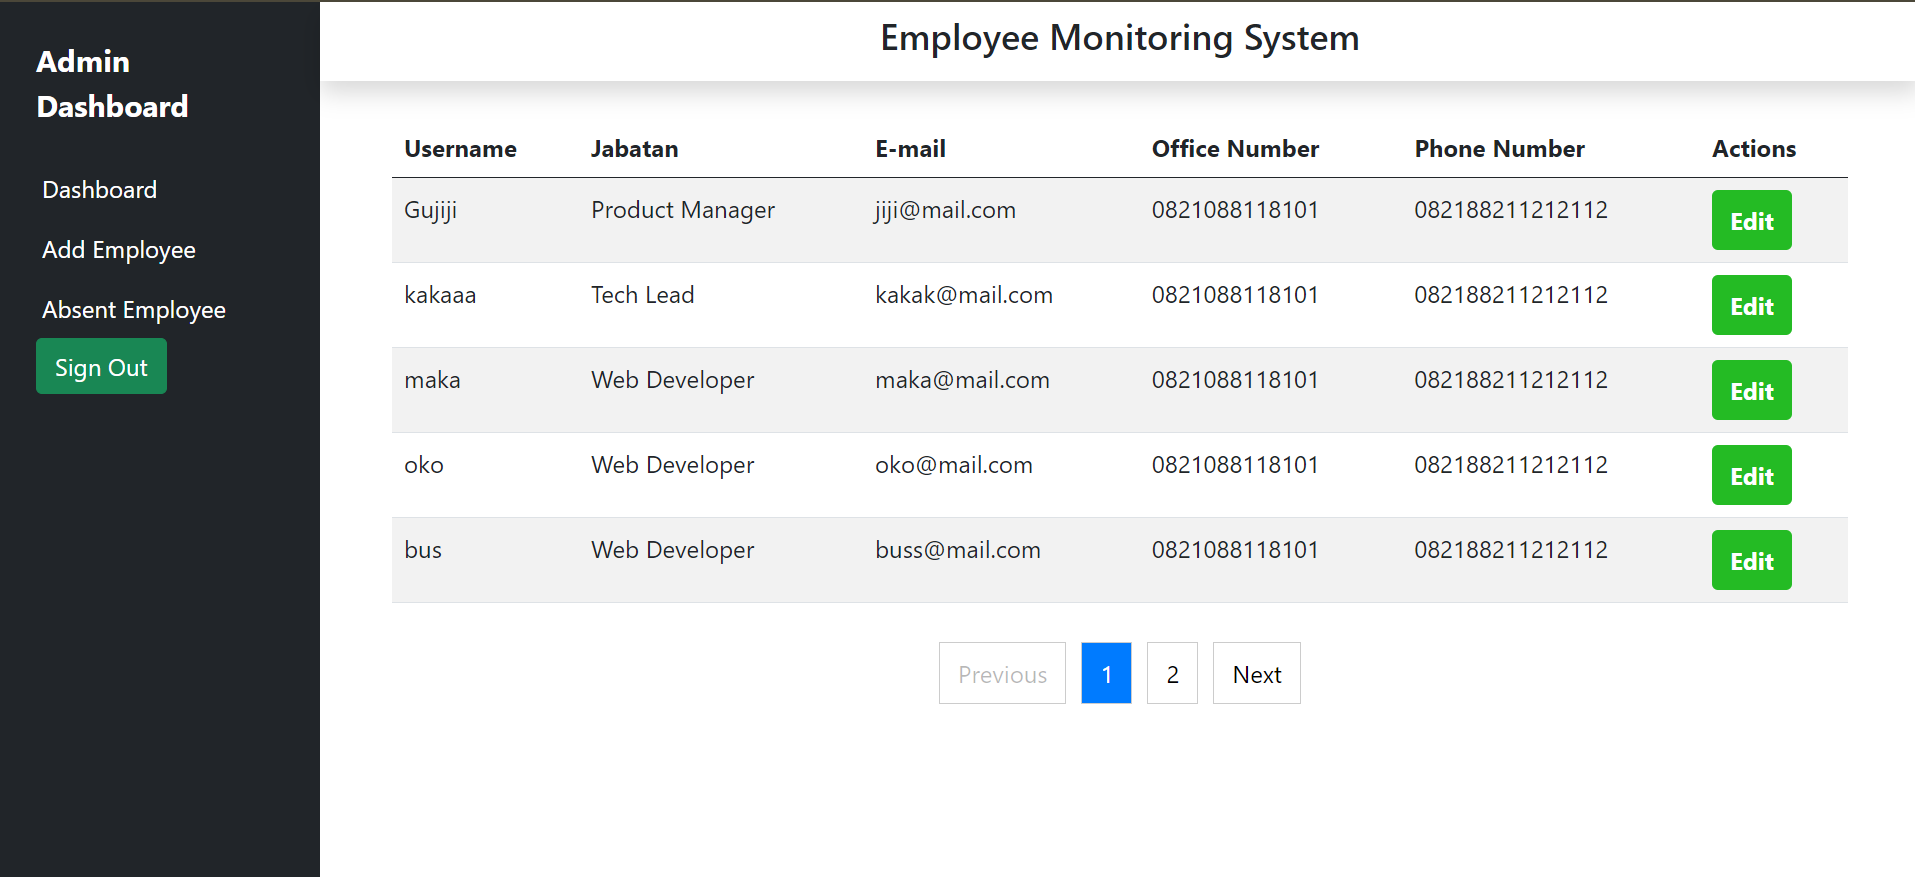 Admin
Dashboard
Dashboard
Add Employee
Absent Employee
Sign Out
Employee Monitoring System
Username Jabatan E-mail Office Number Phone Number Actions
Gujiji Product Manager jiji@mail.com 0821088118101 082188211212112 Edit
kakaaa Tech Lead kakak@mail.com 0821088118101 082188211212112 Edit
maka Web Developer maka@mail.com 0821088118101 082188211212112 Edit
oko Web Developer oko@mail.com 0821088118101 082188211212112 Edit
bus Web Developer buss@mail.com 0821088118101 082188211212112 Edit
Previous 1 2 Next